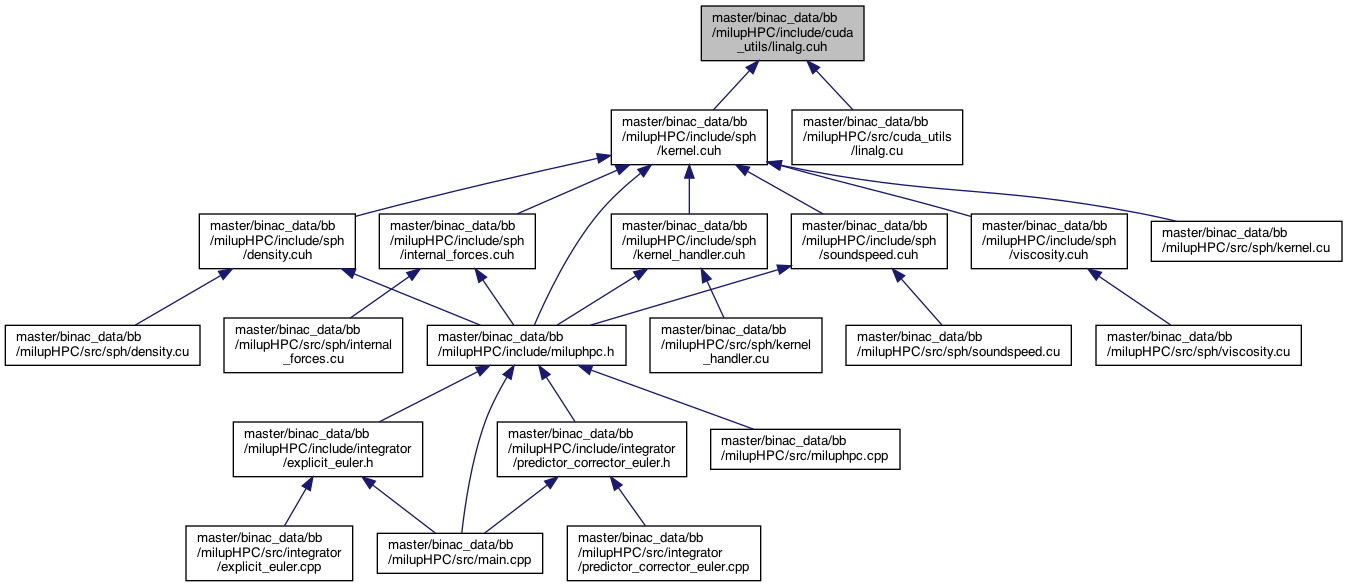 master/binac_data/bb
/milupHPC/include/cuda
_utils/linalg.cuh
master/binac_data/bb
/milupHPC/include/sph
/kernel.cuh
master/binac_data/bb
/milupHPC/src/cuda_utils
/linalg.cu
master/binac_data/bb
/milupHPC/include/sph
/density.cuh
master/binac_data/bb
/milupHPC/include/sph
/internal_forces.cuh
master/binac_data/bb
/milupHPC/include/sph
/kernel_handler.cuh
master/binac_data/bb
/milupHPC/include/sph
/soundspeed.cuh
master/binac_data/bb
/milupHPC/include/sph
/viscosity.cuh
master/binac_data/bb
/milupHPC/src/sph/kernel.cu
master/binac_data/bb
/milupHPC/src/sph/density.cu
master/binac_data/bb
/milupHPC/src/sph/internal
_forces.cu
master/binac_data/bb
/milupHPC/include/miluphpc.h
master/binac_data/bb
/milupHPC/src/sph/kernel
_handler.cu
master/binac_data/bb
/milupHPC/src/sph/soundspeed.cu
master/binac_data/bb
/milupHPC/src/sph/viscosity.cu
master/binac_data/bb
/milupHPC/include/integrator
/explicit_euler.h
master/binac_data/bb
/milupHPC/include/integrator
/predictor_corrector_euler.h
master/binac_data/bb
/milupHPC/src/miluphpc.cpp
master/binac_data/bb
/milupHPC/src/integrator
/explicit_euler.cpp
master/binac_data/bb
/milupHPC/src/main.cpp
master/binac_data/bb
/milupHPC/src/integrator
/predictor_corrector_euler.cpp